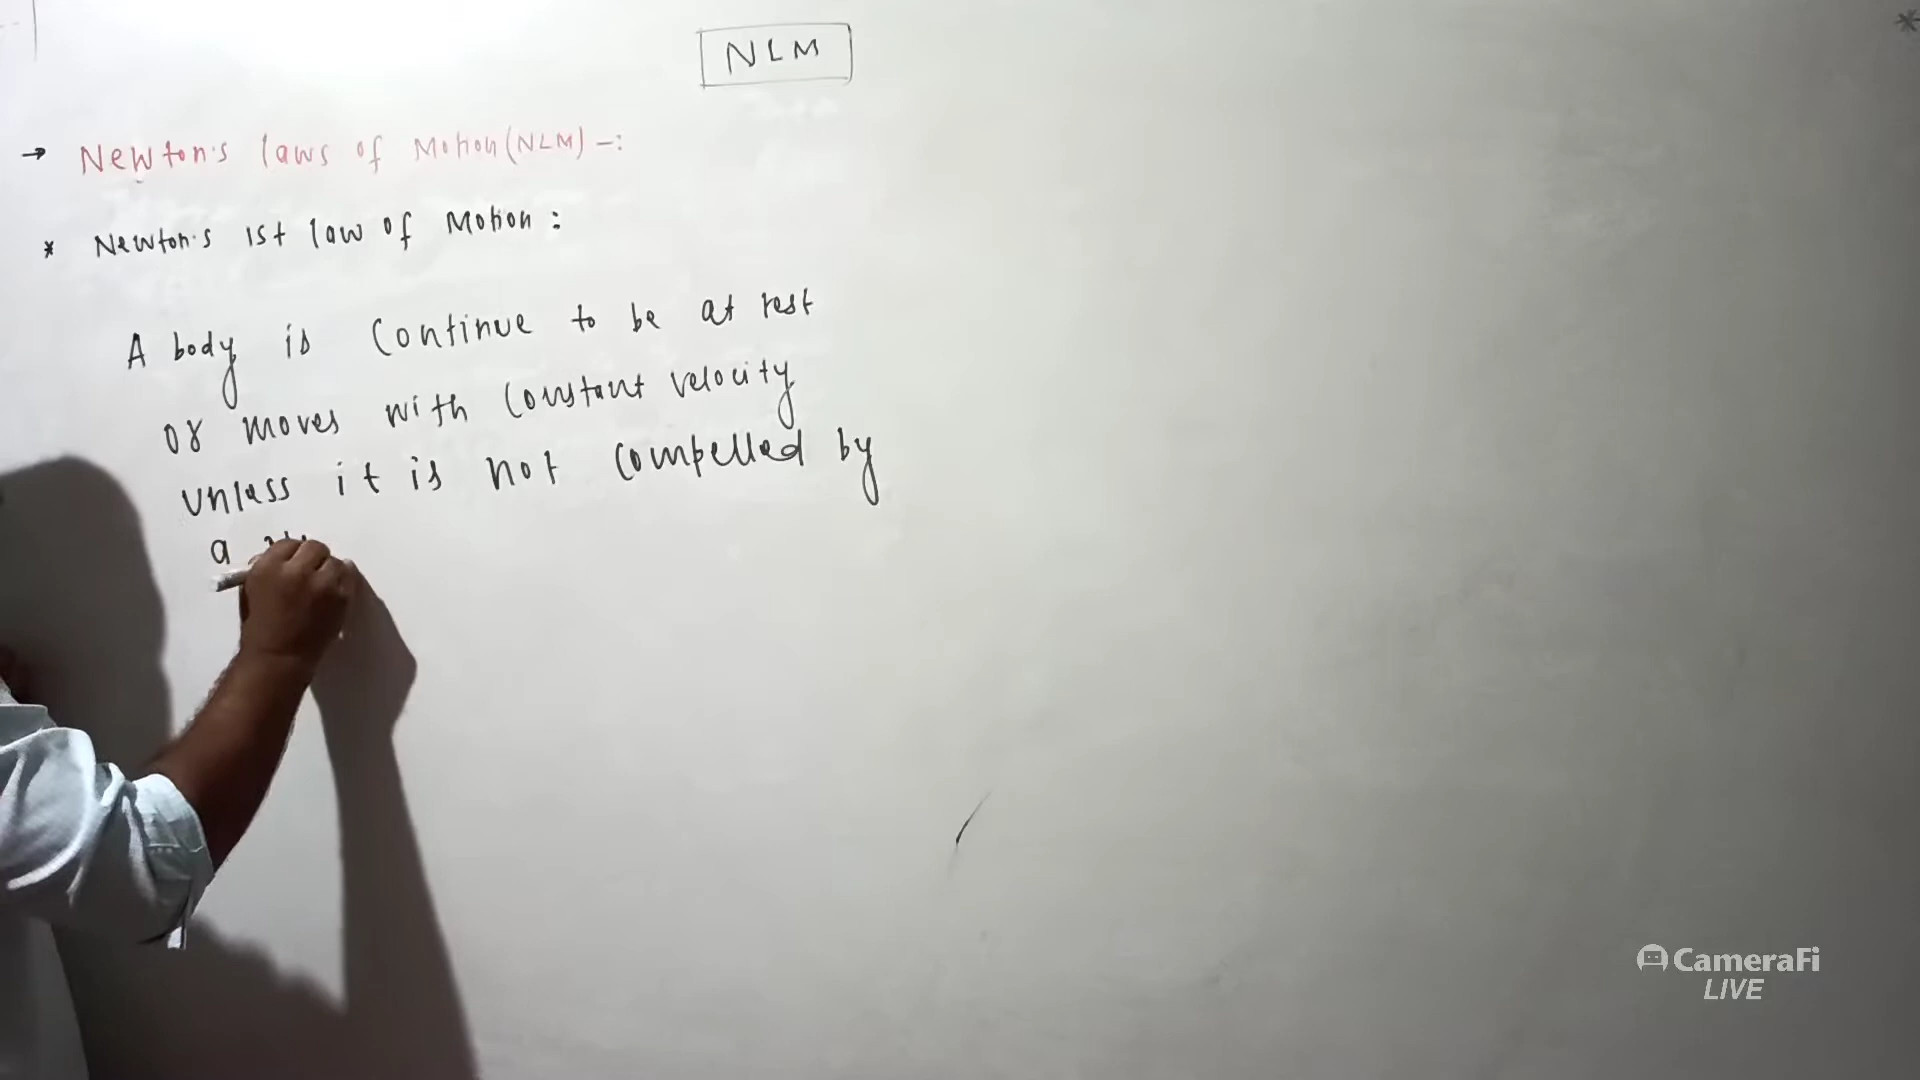 NLM
→ Newton's laws of Motion (NLM) -:
* Newton's Ist law of Motion :
A body is Continue to be at rest
or moves with Constant velocity
unless it is not Compelled by
a
CameraFi
LIVE